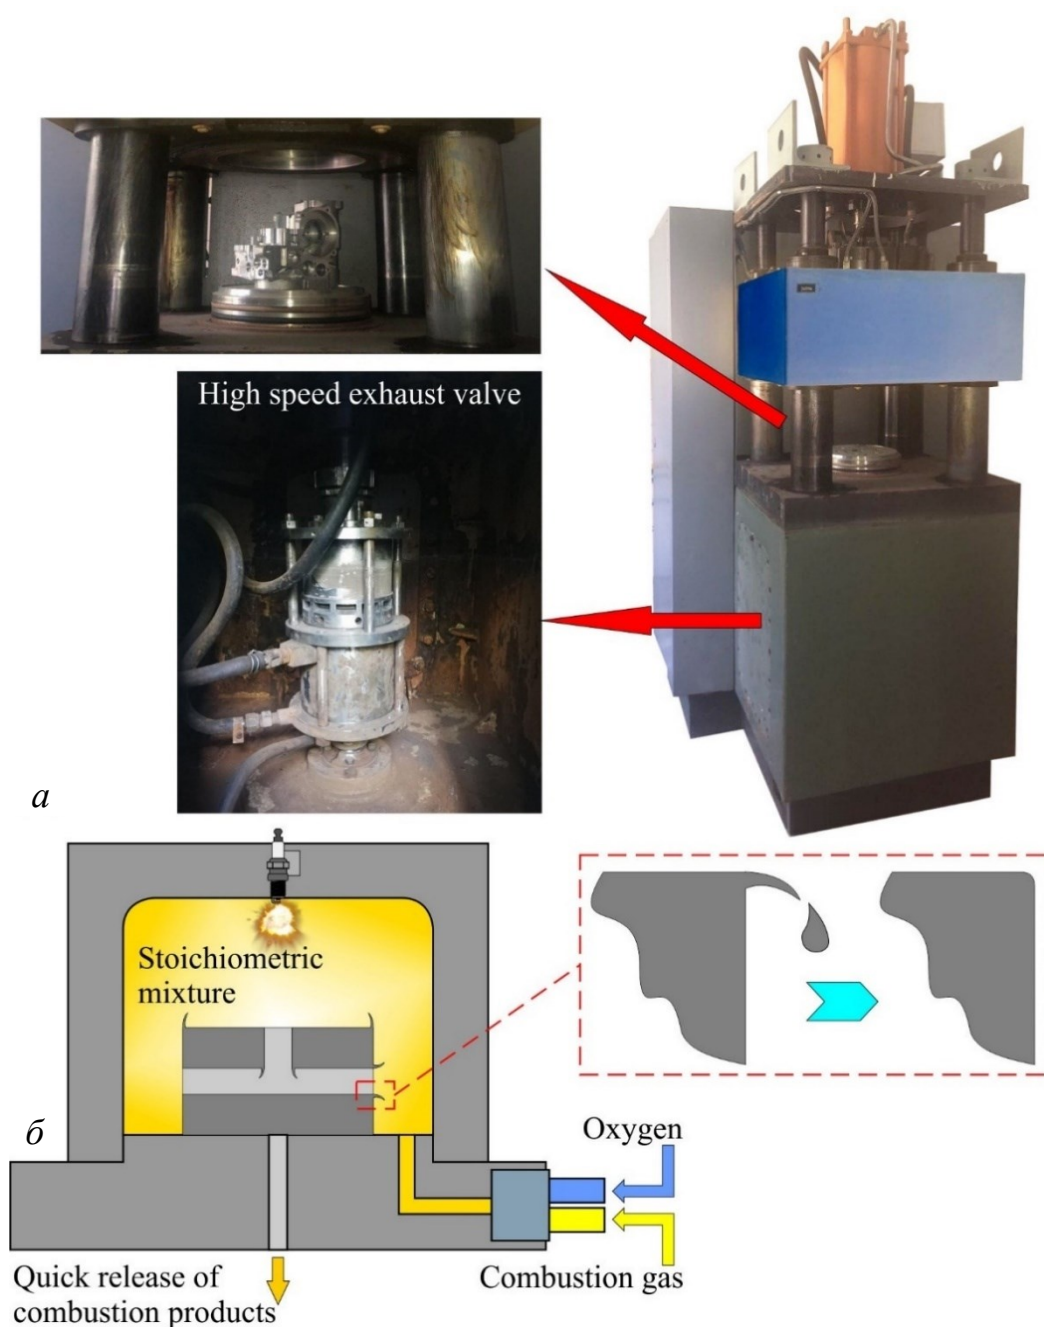 High speed exhaust valve
а
Stoichiometric
mixture
б
Oxygen
Combustion gas
Quick release of
combustion products